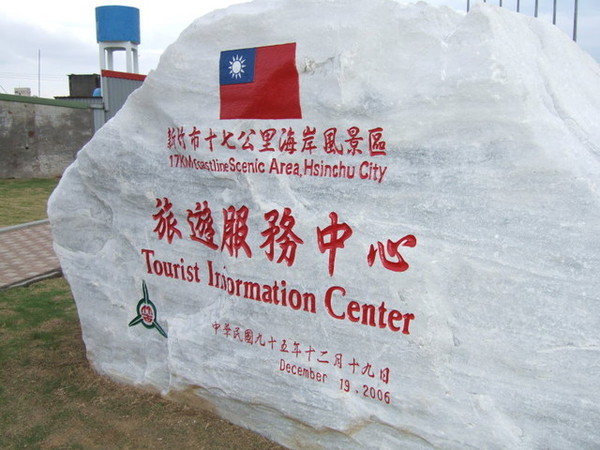 新竹市十七公里海岸風景區
17KM Coastline Scenic Area, Hsinchu City
旅遊服務中心
Tourist Information Center
中華民國九十五年十二月十九日
December 19 . 2006